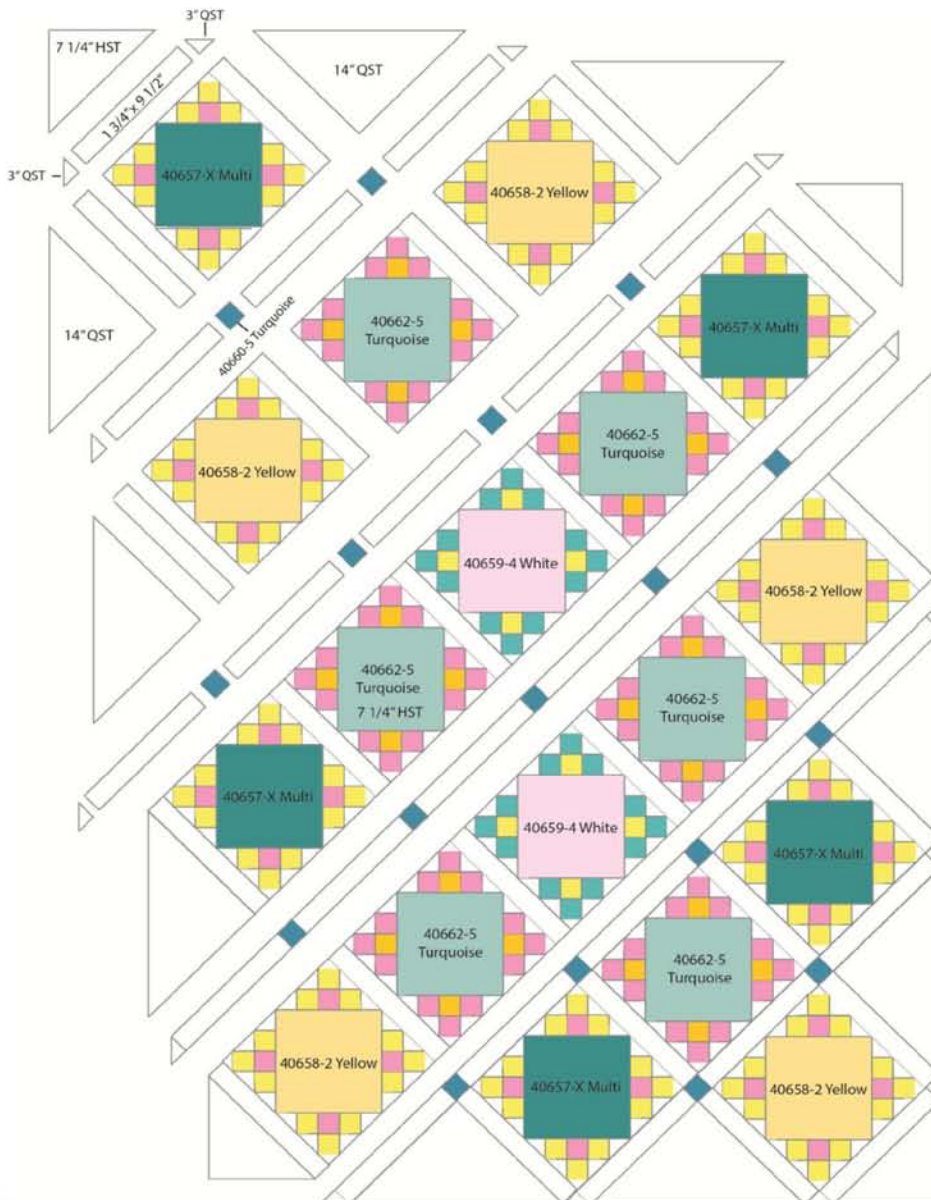 3" QST
7 1/4" HST
14" QST
1 3/4" x 9 1/2"
3" QST
40657-X Multi
40658-2 Yellow
40660-5 Turquoise
40662-5
Turquoise
40657-X Multi
14" QST
40658-2 Yellow
40662-5
Turquoise
40659-4 White
40658-2 Yellow
40662-5
Turquoise
7 1/4" HST
40662-5
Turquoise
40657-X Multi
40659-4 White
40657-X Multi
40662-5
Turquoise
40662-5
Turquoise
40658-2 Yellow
40657-X Multi
40658-2 Yellow